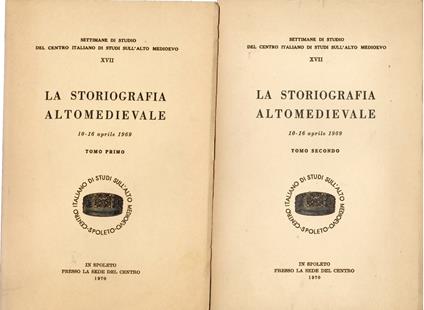 SETTIMANE DI STUDIO
DEL CENTRO ITALIANO DI STUDI SULL'ALTO MEDIOEVO
XVII
LA STORIOGRAFIA
ALTOMEDIEVALE
10-16 aprile 1969
TOMO PRIMO
CENTRO ITALIANO DI STUDI SULL'ALTO MEDIOEVO · SPOLETO ·
IN SPOLETO
PRESSO LA SEDE DEL CENTRO
1970
SETTIMANE DI STUDIO
DEL CENTRO ITALIANO DI STUDI SULL'ALTO MEDIOEVO
XVII
LA STORIOGRAFIA
ALTOMEDIEVALE
10-16 aprile 1969
TOMO SECONDO
CENTRO ITALIANO DI STUDI SULL'ALTO MEDIOEVO · SPOLETO ·
IN SPOLETO
PRESSO LA SEDE DEL CENTRO
1970